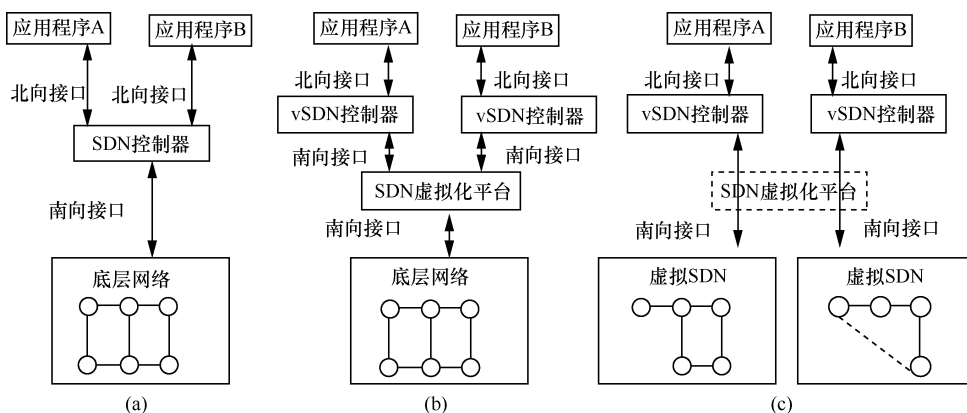 应用程序A
应用程序B
北向接口
北向接口
SDN控制器
南向接口
底层网络
(a)
应用程序A
应用程序B
北向接口
北向接口
vSDN控制器
vSDN控制器
南向接口
南向接口
SDN虚拟化平台
南向接口
底层网络
(b)
应用程序A
应用程序B
北向接口
北向接口
vSDN控制器
vSDN控制器
SDN虚拟化平台
南向接口
南向接口
虚拟SDN
虚拟SDN
(c)